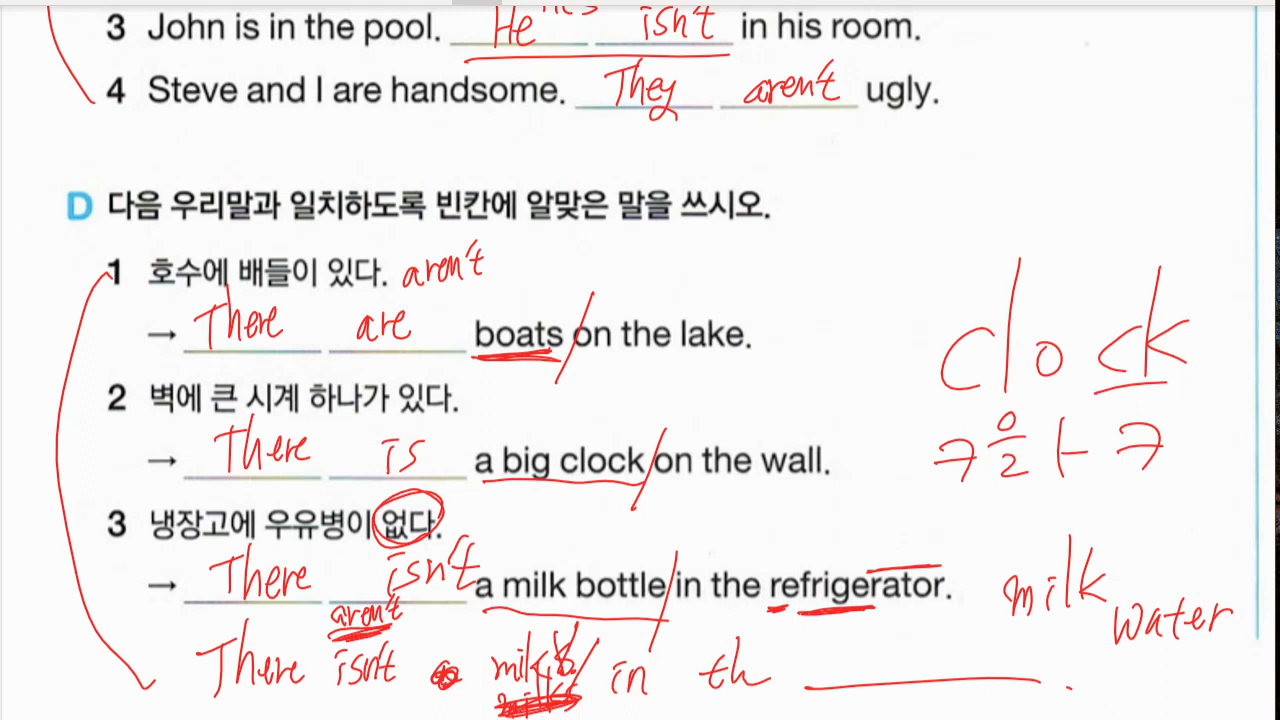 3 John is in the pool. He isn't in his room.
4 Steve and I are handsome. They aren't ugly.
D 다음 우리말과 일치하도록 빈칸에 알맞은 말을 쓰시오.
1 호수에 배들이 있다. aren't
→ There are boats on the lake.
2 벽에 큰 시계 하나가 있다.
→ There is a big clock on the wall.
clock
3 냉장고에 우유병이 없다.
→ There isn't a milk bottle in the refrigerator.
aren't
milk
water
There isn't milk in th